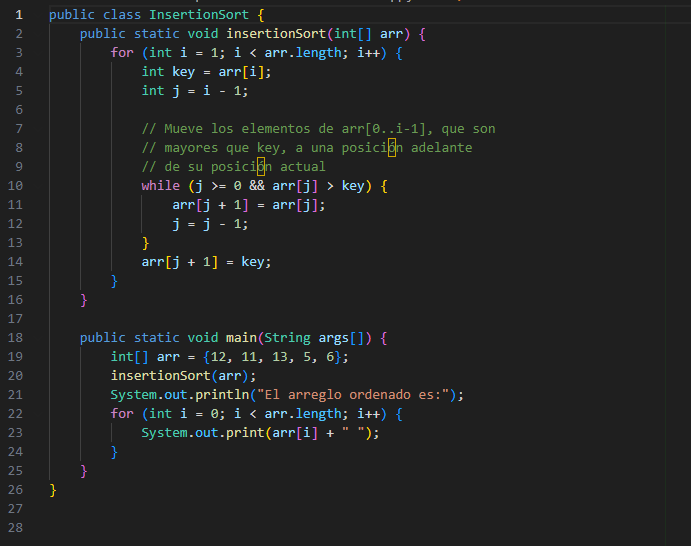 1 public class InsertionSort {
2 public static void insertionSort(int[] arr) {
3 for (int i = 1; i < arr.length; i++) {
4 int key = arr[i];
5 int j = i - 1;
6
7 // Mueve los elementos de arr[0..i-1], que son
8 // mayores que key, a una posición adelante
9 // de su posición actual
10 while (j >= 0 && arr[j] > key) {
11 arr[j + 1] = arr[j];
12 j = j - 1;
13 }
14 arr[j + 1] = key;
15 }
16 }
17
18 public static void main(String args[]) {
19 int[] arr = {12, 11, 13, 5, 6};
20 insertionSort(arr);
21 System.out.println("El arreglo ordenado es:");
22 for (int i = 0; i < arr.length; i++) {
23 System.out.print(arr[i] + " ");
24 }
25 }
26 }
27
28